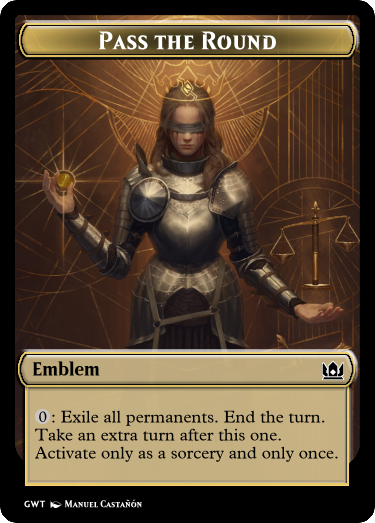 Pass the Round
Emblem
0: Exile all permanents. End the turn.
Take an extra turn after this one.
Activate only as a sorcery and only once.
GWT Manuel Castañón